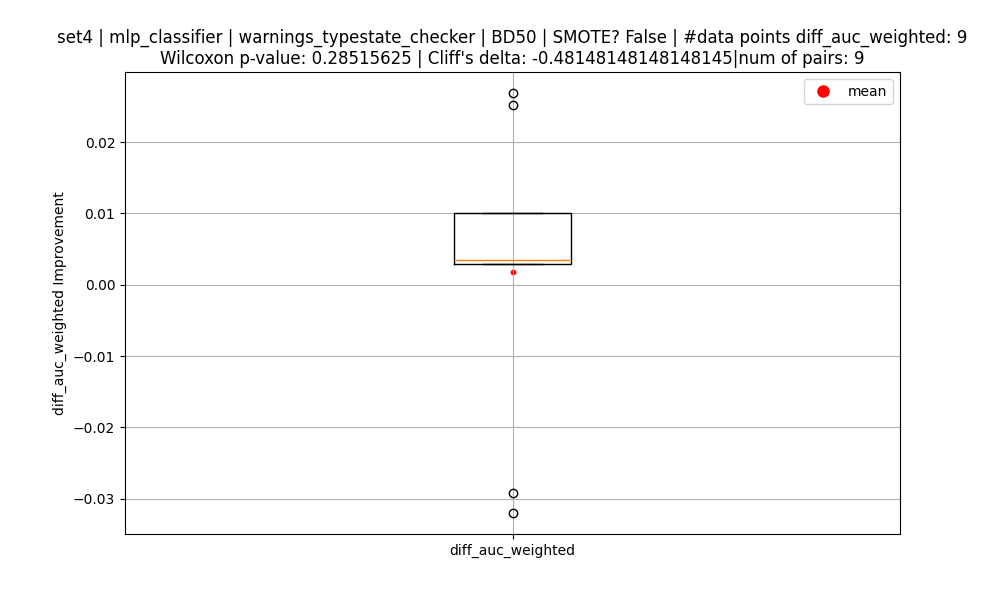 set4 | mlp_classifier | warnings_typestate_checker | BD50 | SMOTE? False | #data points diff_auc_weighted: 9
Wilcoxon p-value: 0.28515625 | Cliff's delta: -0.48148148148148145|num of pairs: 9
mean
0.02
0.01
0.00
−0.01
−0.02
−0.03
diff_auc_weighted Improvement
diff_auc_weighted